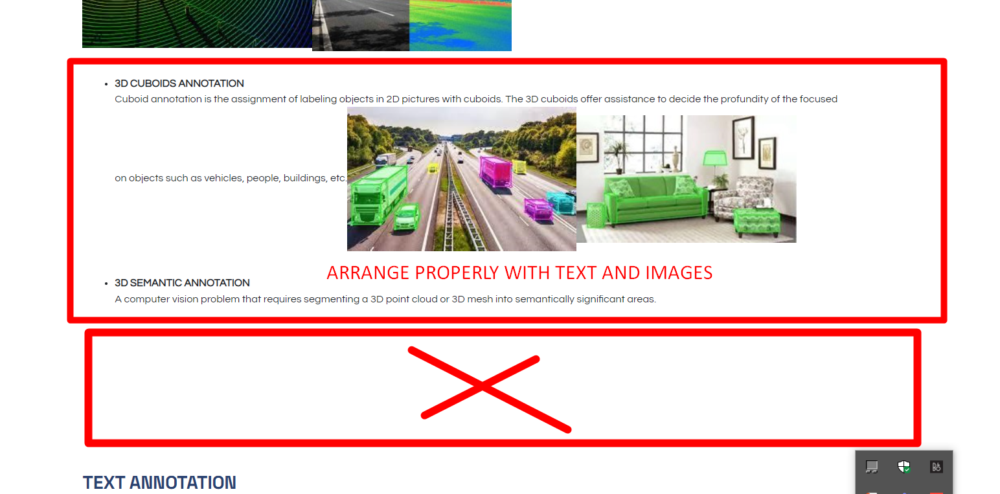 3D CUBOIDS ANNOTATION
Cuboid annotation is the assignment of labeling objects in 2D pictures with cuboids. The 3D cuboids offer assistance to decide the profundity of the focused
on objects such as vehicles, people, buildings, etc.
ARRANGE PROPERLY WITH TEXT AND IMAGES
3D SEMANTIC ANNOTATION
A computer vision problem that requires segmenting a 3D point cloud or 3D mesh into semantically significant areas.
TEXT ANNOTATION